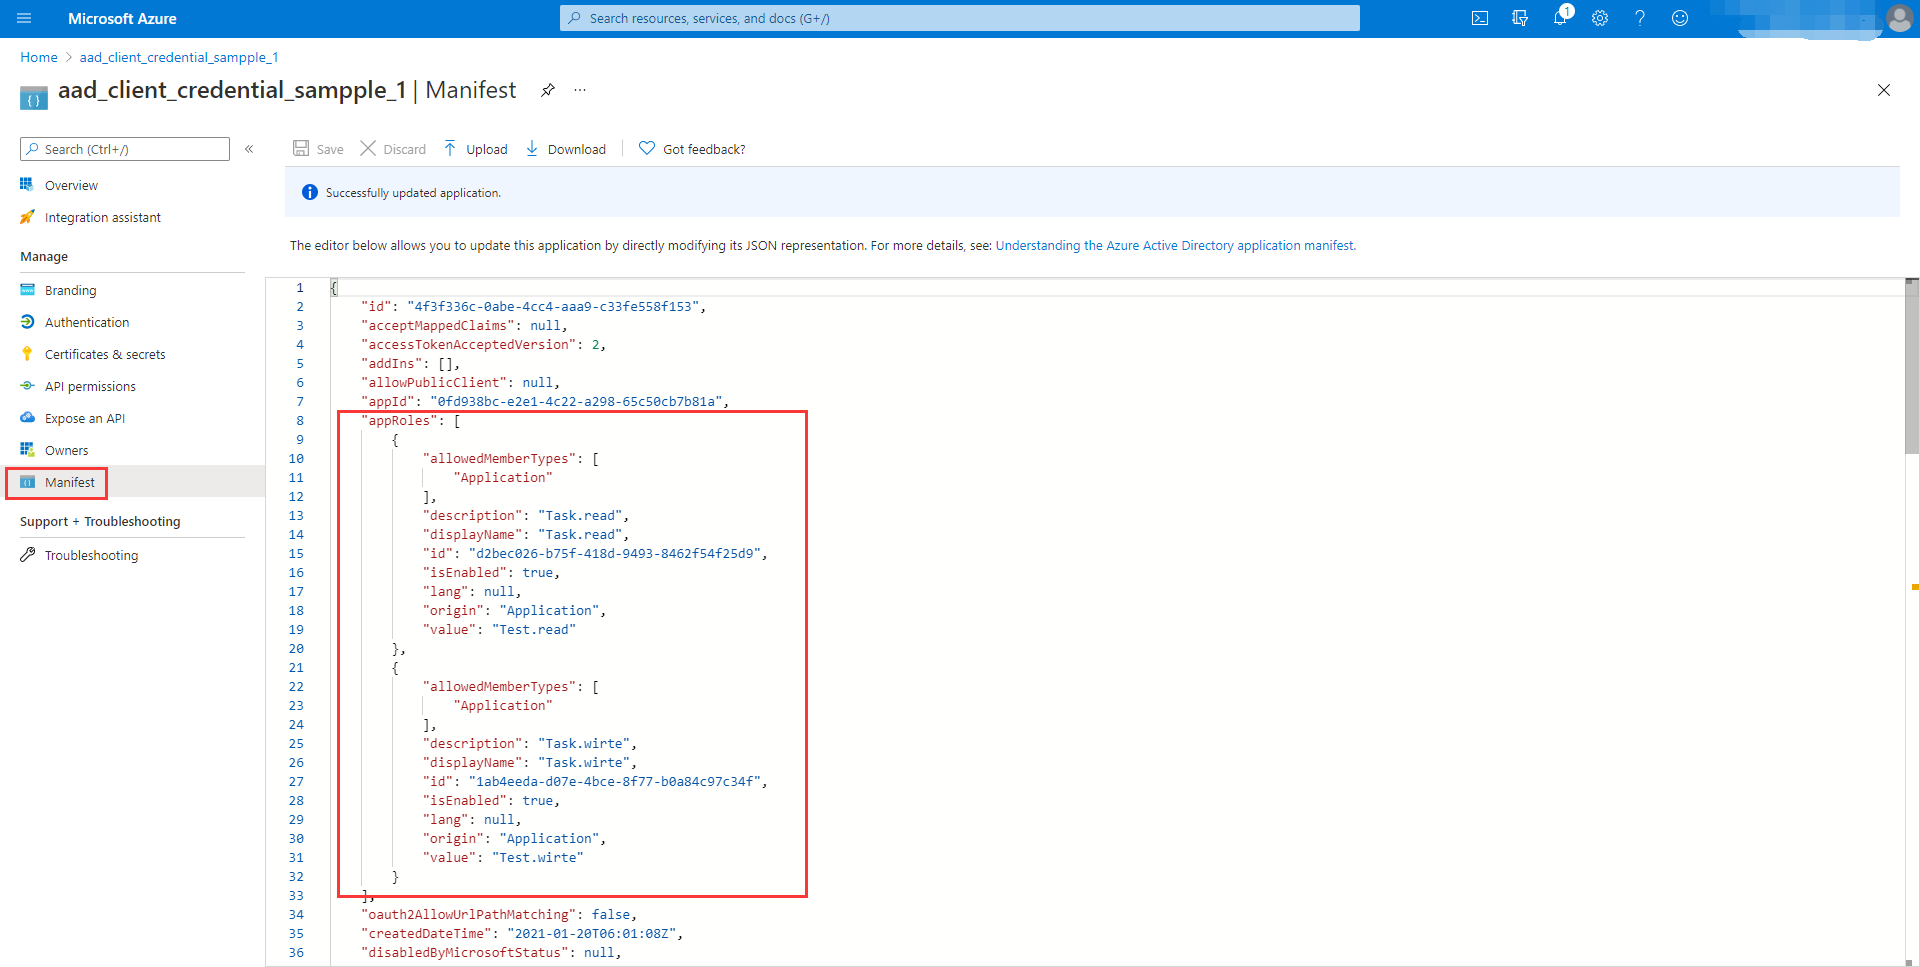 Microsoft Azure
Search resources, services, and docs (G+/)
1
Home > aad_client_credential_sampple_1
aad_client_credential_sampple_1 | Manifest
Search (Ctrl+/)
«
Save
Discard
Upload
Download
Got feedback?
Overview
Integration assistant
Manage
Branding
Authentication
Certificates & secrets
API permissions
Expose an API
Owners
Manifest
Support + Troubleshooting
Troubleshooting
Successfully updated application.
The editor below allows you to update this application by directly modifying its JSON representation. For more details, see: Understanding the Azure Active Directory application manifest.
1 {
2 "id": "4f3f336c-0abe-4cc4-aaa9-c33fe558f153",
3 "acceptMappedClaims": null,
4 "accessTokenAcceptedVersion": 2,
5 "addIns": [],
6 "allowPublicClient": null,
7 "appId": "0fd938bc-e2e1-4c22-a298-65c50cb7b81a",
8 "appRoles": [
9 {
10 "allowedMemberTypes": [
11 "Application"
12 ],
13 "description": "Task.read",
14 "displayName": "Task.read",
15 "id": "d2bec026-b75f-418d-9493-8462f54f25d9",
16 "isEnabled": true,
17 "lang": null,
18 "origin": "Application",
19 "value": "Test.read"
20 },
21 {
22 "allowedMemberTypes": [
23 "Application"
24 ],
25 "description": "Task.wirte",
26 "displayName": "Task.wirte",
27 "id": "1ab4eeda-d07e-4bce-8f77-b0a84c97c34f",
28 "isEnabled": true,
29 "lang": null,
30 "origin": "Application",
31 "value": "Test.wirte"
32 }
33 ],
34 "oauth2AllowUrlPathMatching": false,
35 "createdDateTime": "2021-01-20T06:01:08Z",
36 "disabledByMicrosoftStatus": null,